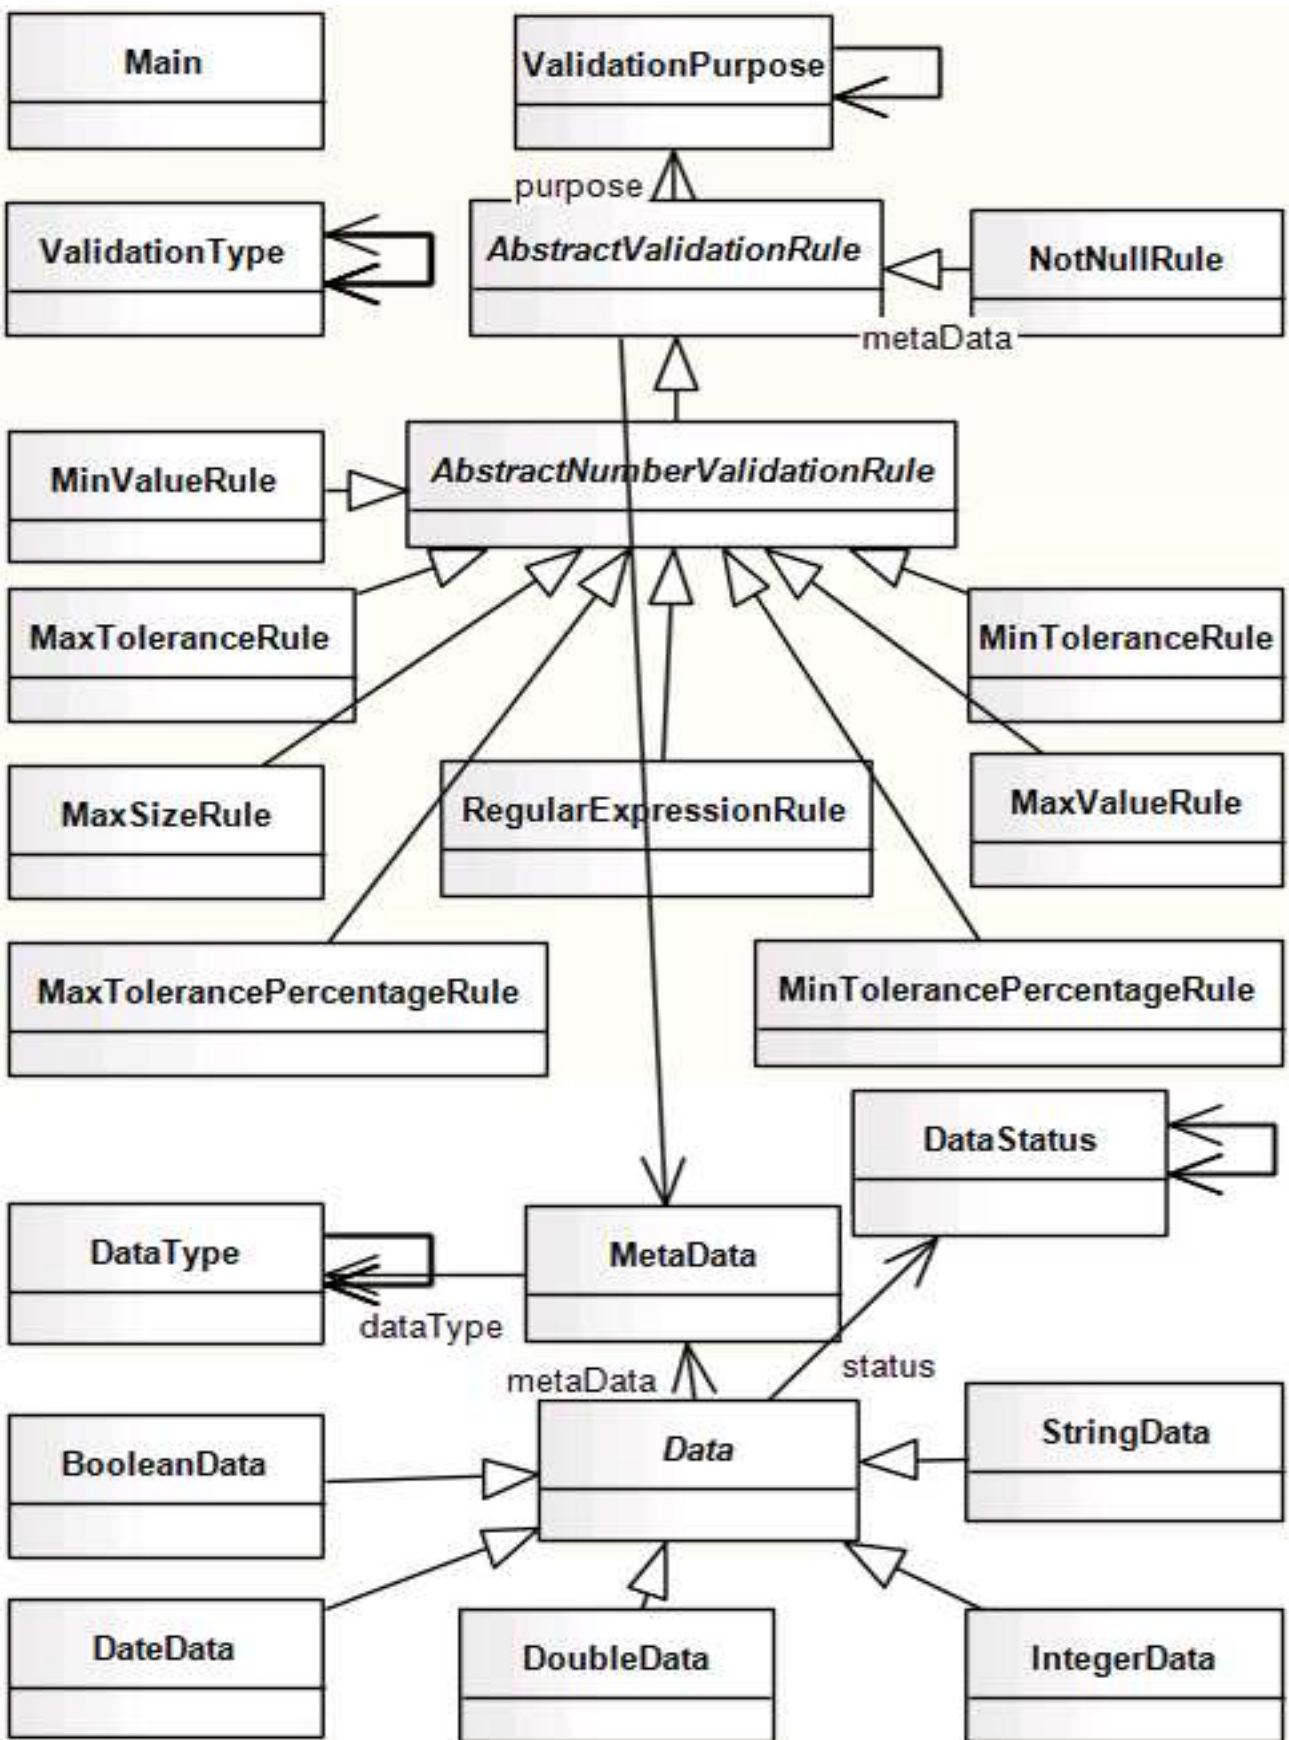 Main
ValidationPurpose
purpose
ValidationType
AbstractValidationRule
NotNullRule
metaData
MinValueRule
AbstractNumberValidationRule
MaxToleranceRule
MinToleranceRule
MaxSizeRule
RegularExpressionRule
MaxValueRule
MaxTolerancePercentageRule
MinTolerancePercentageRule
DataStatus
DataType
MetaData
dataType
metaData
status
BooleanData
Data
StringData
DateData
DoubleData
IntegerData